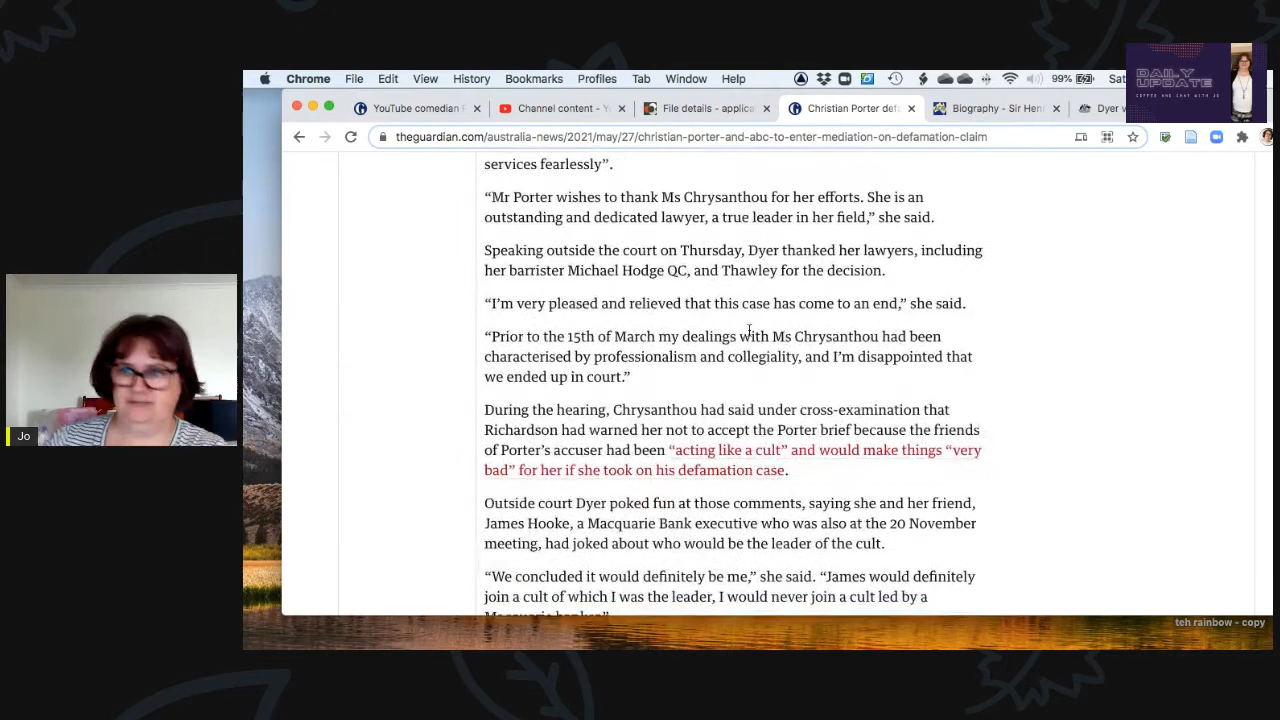 Chrome File Edit View History Bookmarks Profiles Tab Window Help 99% Sat
DAILY
UPDATE
COFFEE AND CHAT WITH JO
YouTube comedian F Channel content - Yo File details - applica Christian Porter defa Biography - Sir Henr Dyer v
theguardian.com/australia-news/2021/may/27/christian-porter-and-abc-to-enter-mediation-on-defamation-claim
services fearlessly”.
“Mr Porter wishes to thank Ms Chrysanthou for her efforts. She is an
outstanding and dedicated lawyer, a true leader in her field,” she said.
Speaking outside the court on Thursday, Dyer thanked her lawyers, including
her barrister Michael Hodge QC, and Thawley for the decision.
“I’m very pleased and relieved that this case has come to an end,” she said.
“Prior to the 15th of March my dealings with Ms Chrysanthou had been
characterised by professionalism and collegiality, and I’m disappointed that
we ended up in court.”
During the hearing, Chrysanthou had said under cross-examination that
Richardson had warned her not to accept the Porter brief because the friends
of Porter’s accuser had been “acting like a cult” and would make things “very
bad” for her if she took on his defamation case.
Outside court Dyer poked fun at those comments, saying she and her friend,
James Hooke, a Macquarie Bank executive who was also at the 20 November
meeting, had joked about who would be the leader of the cult.
“We concluded it would definitely be me,” she said. “James would definitely
join a cult of which I was the leader, I would never join a cult led by a
Jo
teh rainbow - copy